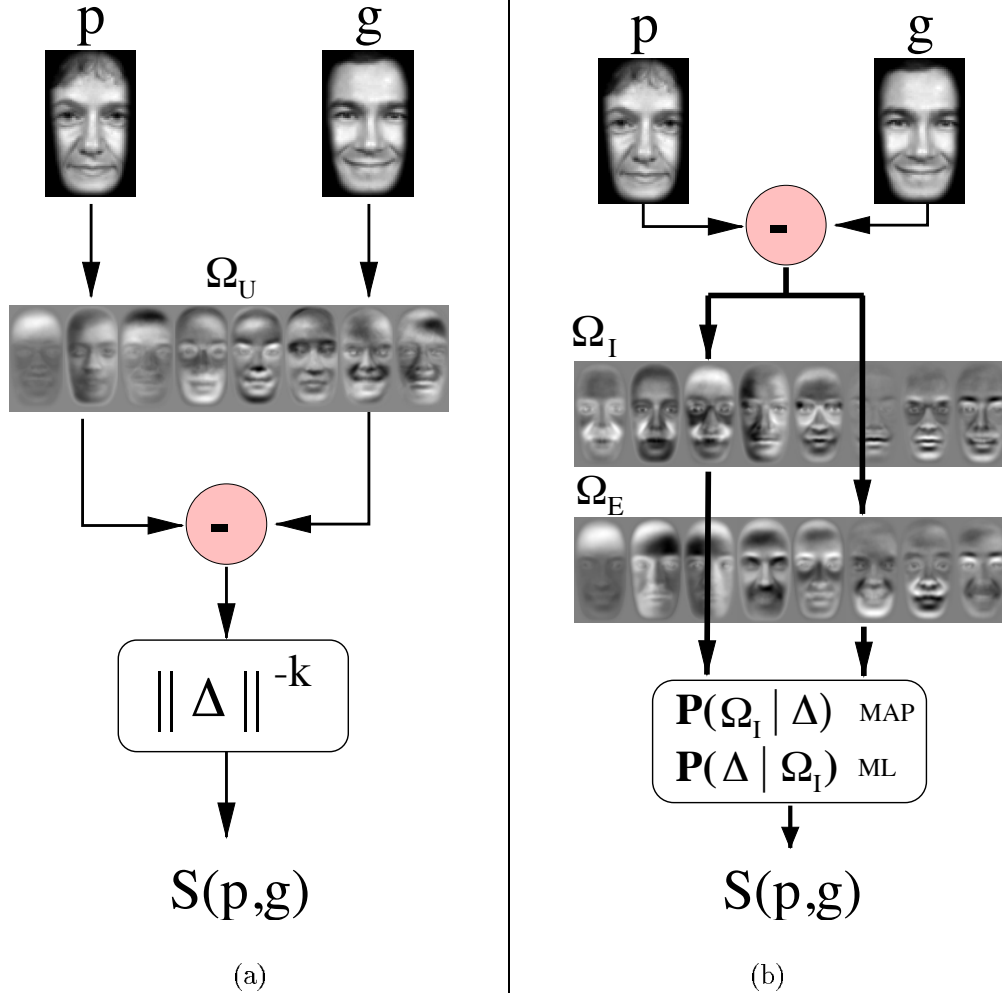 p g
Ω_U
-
|| Δ ||^-k
S(p,g)
(a)
p g
-
Ω_I
Ω_E
P(Ω_I | Δ) MAP
P(Δ | Ω_I) ML
S(p,g)
(b)